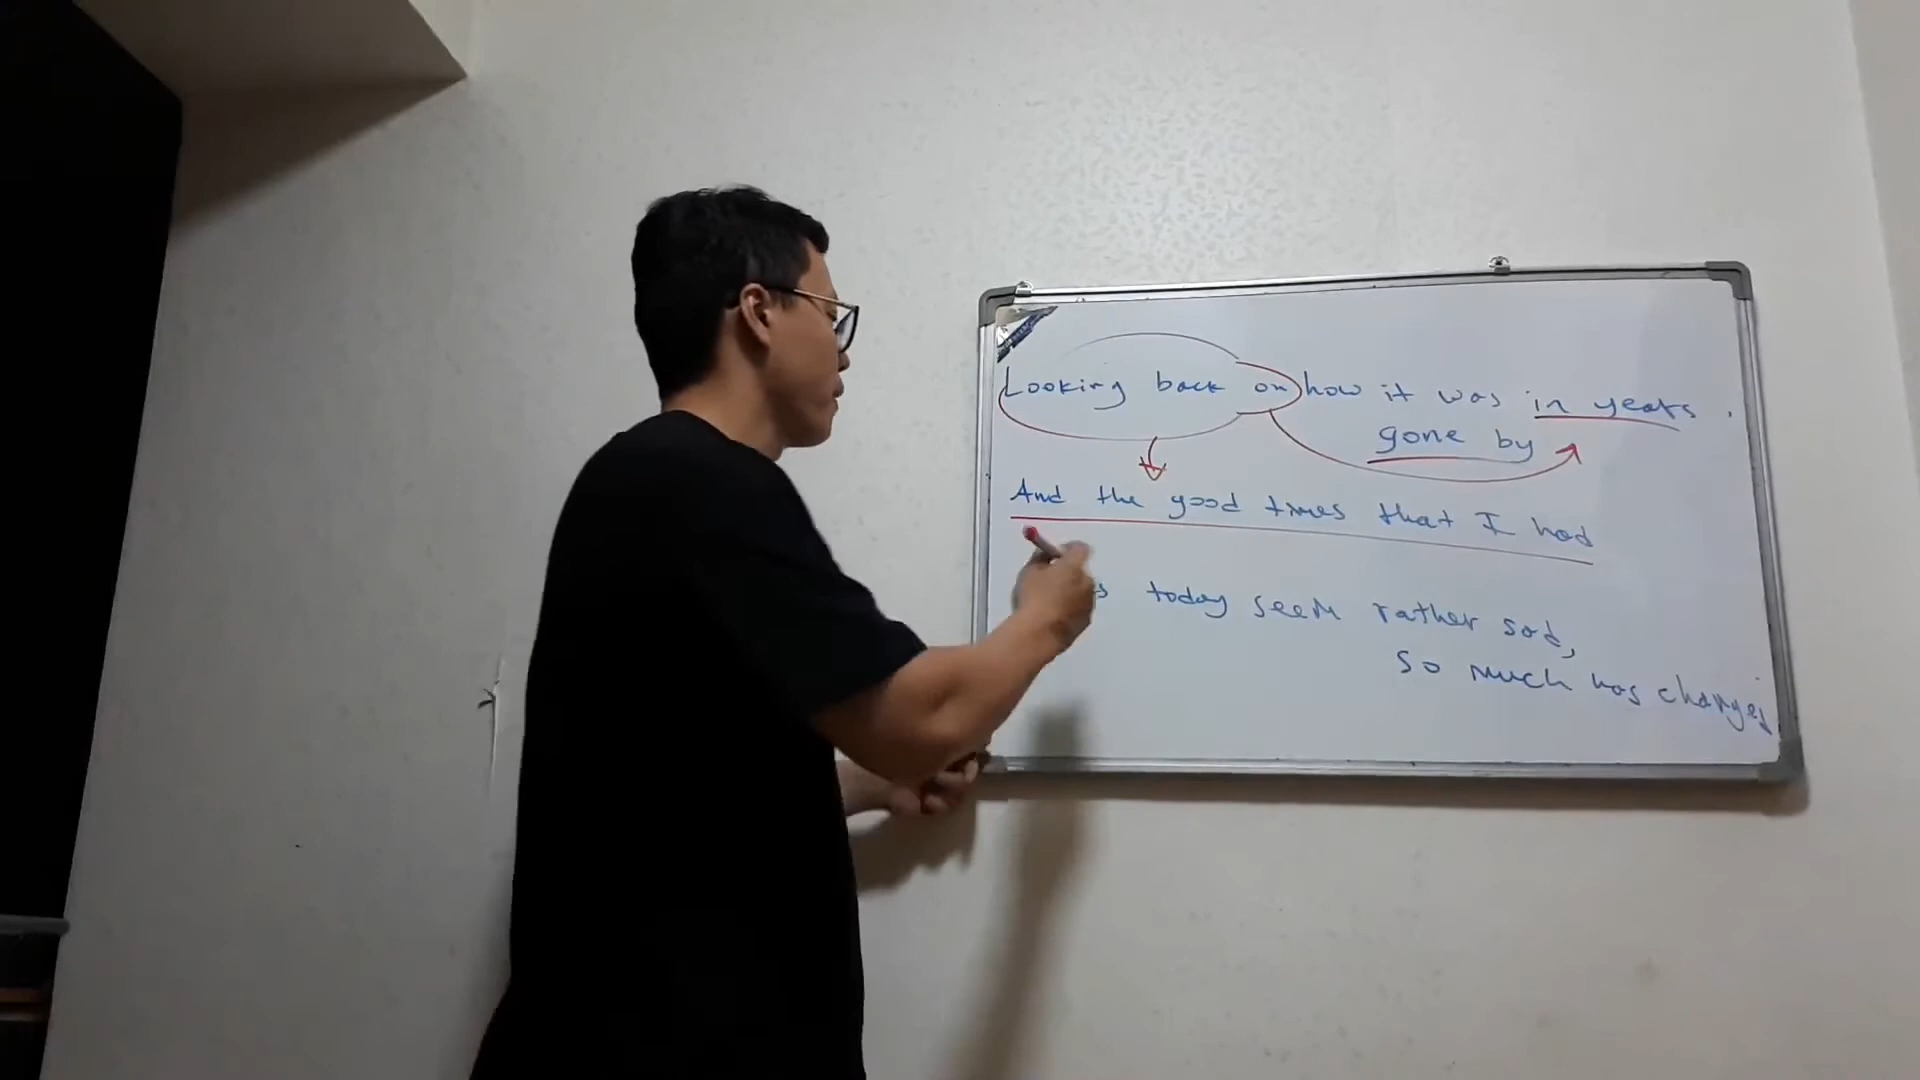 Looking back on how it was in years
gone by
And the good times that I had
today seem rather sad,
so much has changed